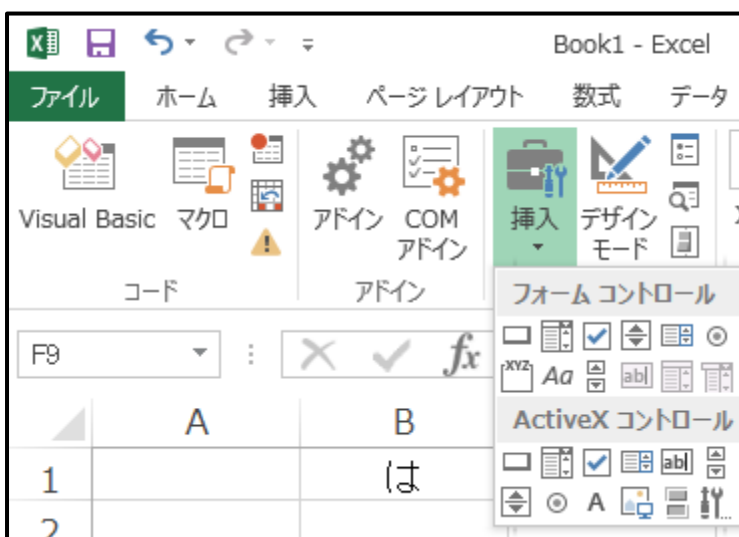 Book1 - Excel
ファイル ホーム 挿入 ページ レイアウト 数式 データ
Visual Basic マクロ アドイン COM アドイン 挿入 デザイン モード
コード アドイン
フォーム コントロール
XYZ Aa ab|
F9 fx
ActiveX コントロール
ab|
A
A B
1 は
2